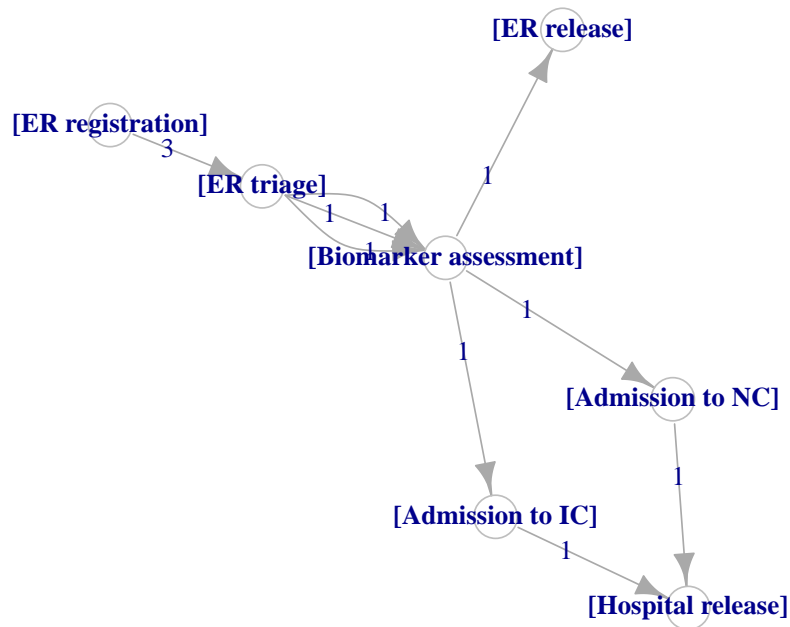 [ER release]
[ER registration]
3
[ER triage]
1
1
1
1
[Biomarker assessment]
1
1
[Admission to NC]
1
[Admission to IC]
1
[Hospital release]